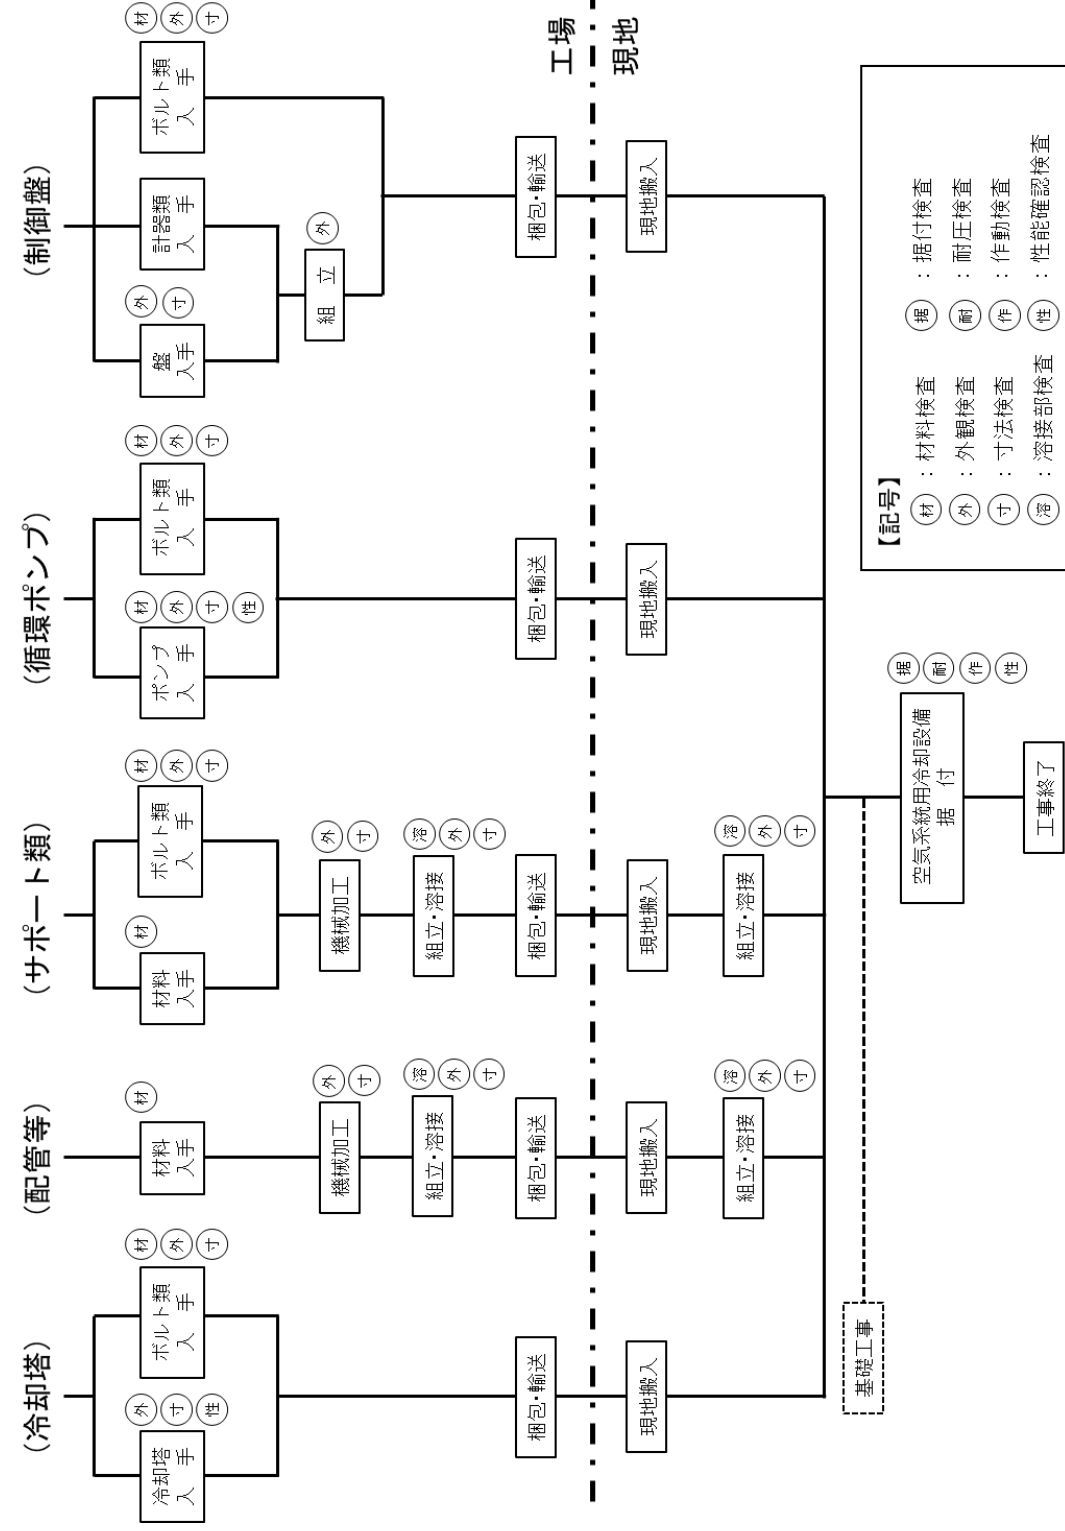 (冷却塔)
冷却塔
入　手
外
寸
性
ボルト類
入　手
材
外
寸
梱包・輸送
現地搬入
(配管等)
材料
入手
材
機械加工
外
寸
組立・溶接
溶
外
寸
梱包・輸送
現地搬入
組立・溶接
溶
外
寸
(サポート類)
材料
入手
材
ボルト類
入　手
材
外
寸
機械加工
外
寸
組立・溶接
溶
外
寸
梱包・輸送
現地搬入
組立・溶接
溶
外
寸
(循環ポンプ)
ポンプ
入　手
材
外
寸
性
ボルト類
入　手
材
外
寸
梱包・輸送
現地搬入
(制御盤)
盤
入手
外
寸
計器類
入　手
ボルト類
入　手
材
外
寸
組　立
外
梱包・輸送
現地搬入
工場
現地
基礎工事
空気系統用冷却設備
据　付
据
耐
作
性
工事終了
【記号】
材：材料検査　据：据付検査
外：外観検査　耐：耐圧検査
寸：寸法検査　作：作動検査
溶：溶接部検査　性：性能確認検査